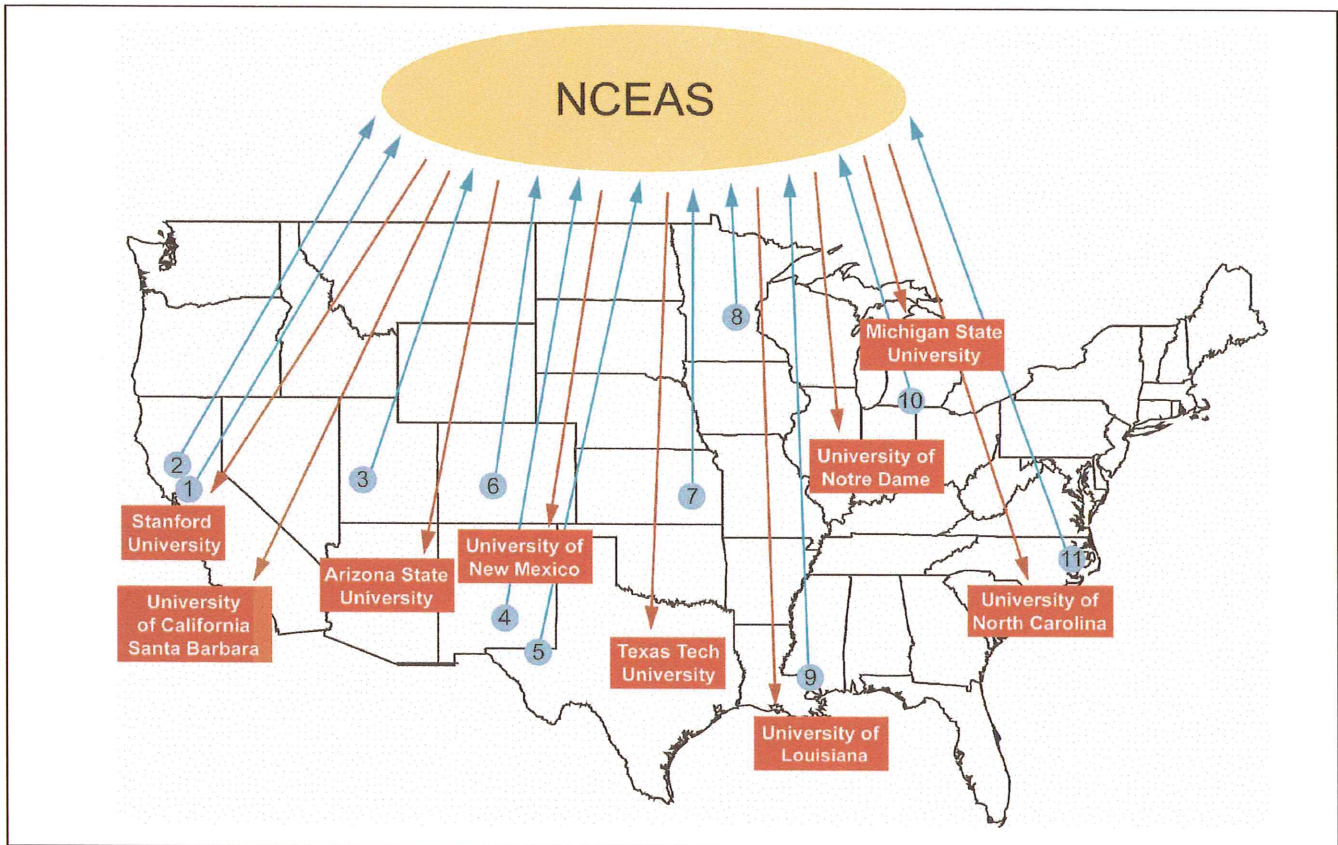 NCEAS
8
Michigan State
University
10
2
1
3
6
7
University of
Notre Dame
Stanford
University
University of
New Mexico
11
Arizona State
University
University
of California
Santa Barbara
4
5
University of
North Carolina
Texas Tech
University
9
University of
Louisiana